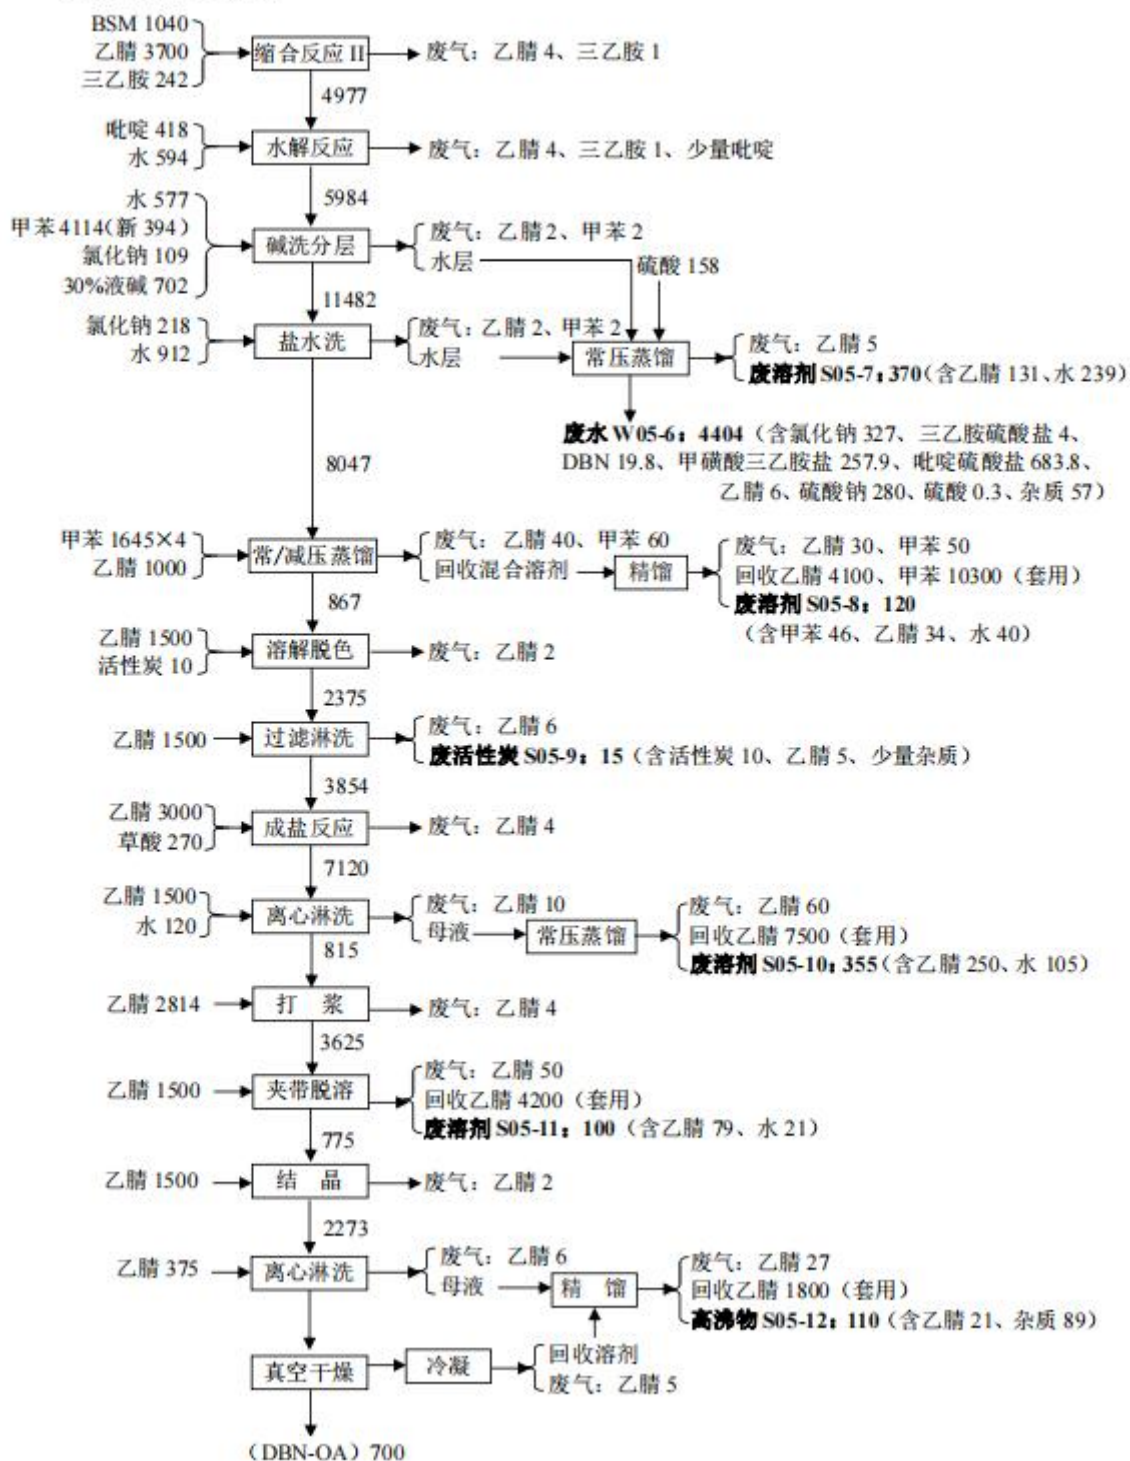 BSM 1040
乙腈 3700
三乙胺 242
缩合反应 II
废气：乙腈 4、三乙胺 1
4977
吡啶 418
水 594
水解反应
废气：乙腈 4、三乙胺 1、少量吡啶
5984
水 577
甲苯 4114（新 394）
氯化钠 109
30%液碱 702
碱洗分层
废气：乙腈 2、甲苯 2
水层
硫酸 158
11482
氯化钠 218
水 912
盐水洗
废气：乙腈 2、甲苯 2
水层
常压蒸馏
废气：乙腈 5
废溶剂 S05-7：370（含乙腈 131、水 239）
废水 W05-6：4404（含氯化钠 327、三乙胺硫酸盐 4、
DBN 19.8、甲磺酸三乙胺盐 257.9、吡啶硫酸盐 683.8、
乙腈 6、硫酸钠 280、硫酸 0.3、杂质 57）
8047
甲苯 1645×4
乙腈 1000
常/减压蒸馏
废气：乙腈 40、甲苯 60
回收混合溶剂
精馏
废气：乙腈 30、甲苯 50
回收乙腈 4100、甲苯 10300（套用）
废溶剂 S05-8：120
（含甲苯 46、乙腈 34、水 40）
867
乙腈 1500
活性炭 10
溶解脱色
废气：乙腈 2
2375
乙腈 1500
过滤淋洗
废气：乙腈 6
废活性炭 S05-9：15（含活性炭 10、乙腈 5、少量杂质）
3854
乙腈 3000
草酸 270
成盐反应
废气：乙腈 4
7120
乙腈 1500
水 120
离心淋洗
废气：乙腈 10
母液
常压蒸馏
废气：乙腈 60
回收乙腈 7500（套用）
废溶剂 S05-10：355（含乙腈 250、水 105）
815
乙腈 2814
打 浆
废气：乙腈 4
3625
乙腈 1500
夹带脱溶
废气：乙腈 50
回收乙腈 4200（套用）
废溶剂 S05-11：100（含乙腈 79、水 21）
775
乙腈 1500
结 晶
废气：乙腈 2
2273
乙腈 375
离心淋洗
废气：乙腈 6
母液
精 馏
废气：乙腈 27
回收乙腈 1800（套用）
高沸物 S05-12：110（含乙腈 21、杂质 89）
真空干燥
冷凝
回收溶剂
废气：乙腈 5
（DBN-OA）700